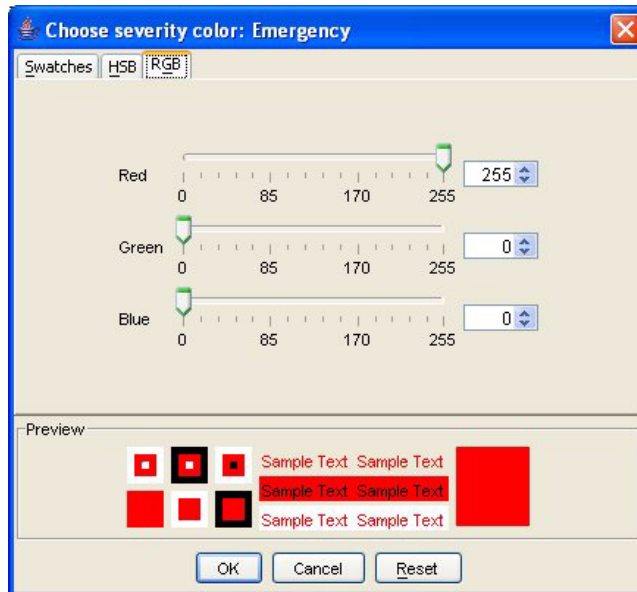 Choose severity color: Emergency
Swatches HSB RGB
Red 255
0 85 170 255
Green 0
0 85 170 255
Blue 0
0 85 170 255
Preview
Sample Text Sample Text
Sample Text Sample Text
Sample Text Sample Text
OK Cancel Reset